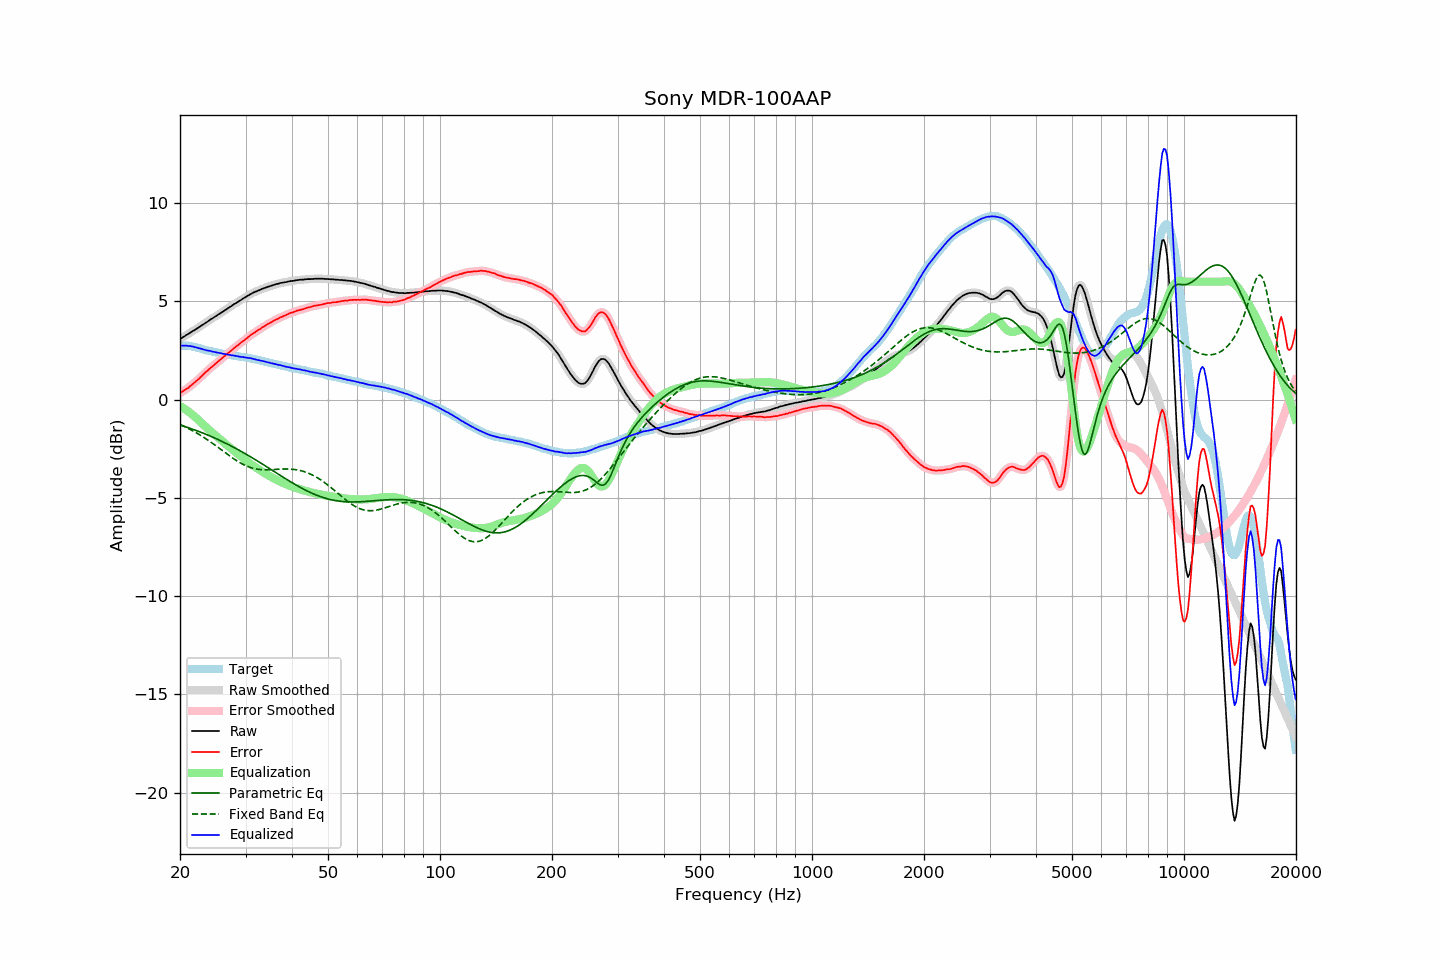 Sony MDR-100AAP
Amplitude (dBr)
10
5
0
−5
−10
−15
−20
Target
Raw Smoothed
Error Smoothed
Raw
Error
Equalization
Parametric Eq
Fixed Band Eq
Equalized
20 50 100 200 500 1000 2000 5000 10000 20000
Frequency (Hz)